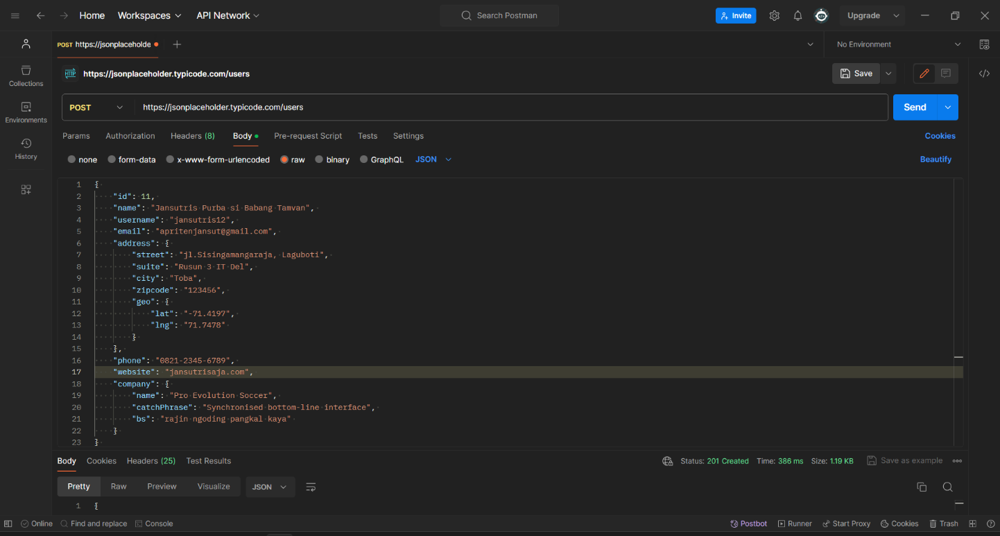 Home Workspaces API Network Search Postman Invite Upgrade
POST https://jsonplaceholde No Environment
HTTP https://jsonplaceholder.typicode.com/users Save
Collections
Environments
History
POST https://jsonplaceholder.typicode.com/users Send
Params Authorization Headers (8) Body Pre-request Script Tests Settings Cookies
none form-data x-www-form-urlencoded raw binary GraphQL JSON Beautify
1 {
2 "id": 11,
3 "name": "Jansutris Purba si Babang Tamvan",
4 "username": "jansutris12",
5 "email": "apritenjansut@gmail.com",
6 "address": {
7 "street": "jl.Sisingamangaraja, Laguboti",
8 "suite": "Rusun 3 IT Del",
9 "city": "Toba",
10 "zipcode": "123456",
11 "geo": {
12 "lat": "-71.4197",
13 "lng": "71.7478"
14 }
15 },
16 "phone": "0821-2345-6789",
17 "website": "jansutrisaja.com",
18 "company": {
19 "name": "Pro Evolution Soccer",
20 "catchPhrase": "Synchronised bottom-line interface",
21 "bs": "rajin ngoding pangkal kaya"
22 }
23 }
Body Cookies Headers (25) Test Results Status: 201 Created Time: 386 ms Size: 1.19 KB Save as example
Pretty Raw Preview Visualize JSON
1 {
Online Find and replace Console Postbot Runner Start Proxy Cookies Trash